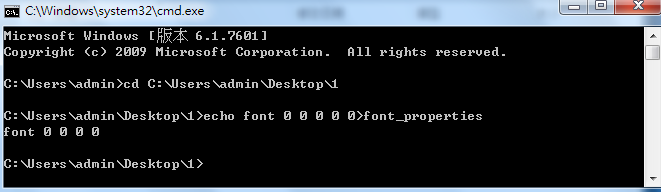 C:\Windows\system32\cmd.exe
Microsoft Windows [版本 6.1.7601]
Copyright (c) 2009 Microsoft Corporation.  All rights reserved.
C:\Users\admin>cd C:\Users\admin\Desktop\1
C:\Users\admin\Desktop\1>echo font 0 0 0 0 0>font_properties
font 0 0 0 0
C:\Users\admin\Desktop\1>